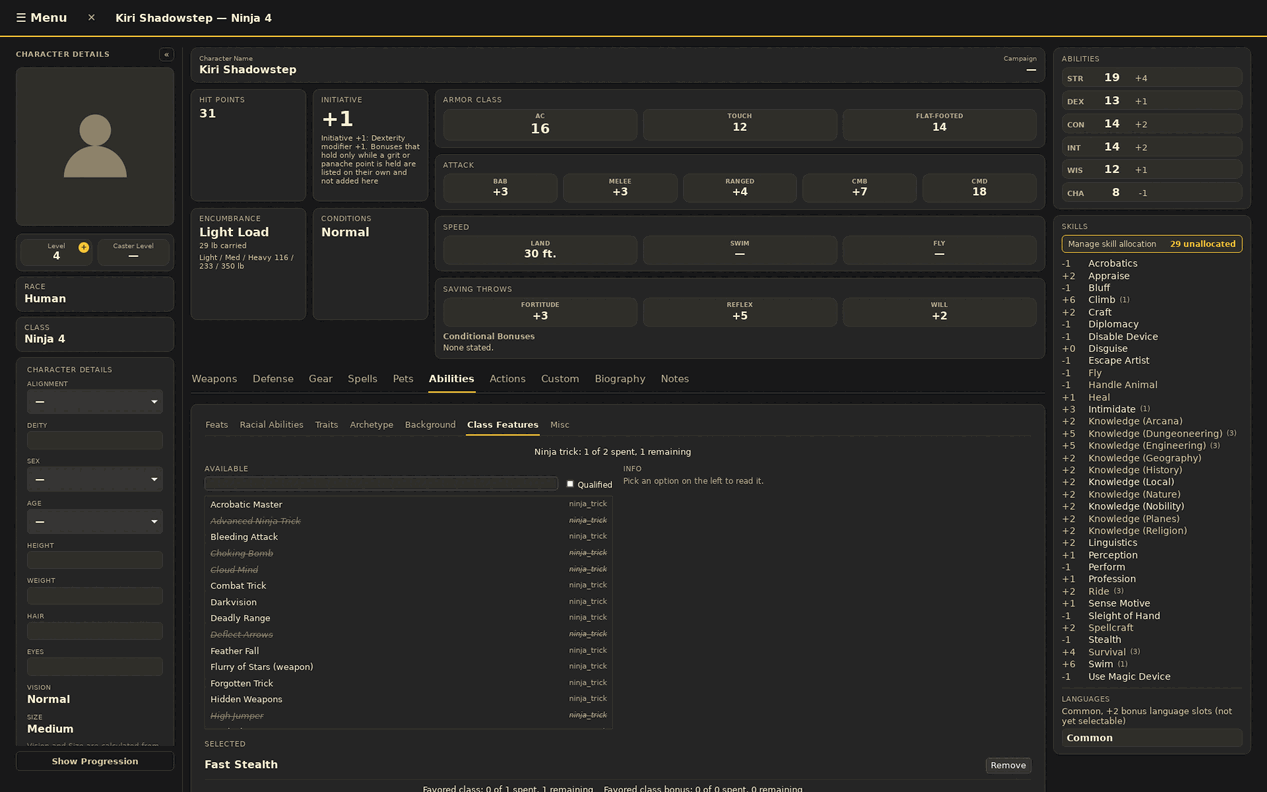 ☰ Menu
✕
Kiri Shadowstep — Ninja 4
CHARACTER DETAILS
«
Level
4
+
Caster Level
—
RACE
Human
CLASS
Ninja 4
CHARACTER DETAILS
ALIGNMENT
—
DEITY
SEX
—
AGE
—
HEIGHT
WEIGHT
HAIR
EYES
VISION
Normal
SIZE
Medium
Vision and Size are calculated from
Show Progression
Character Name
Kiri Shadowstep
Campaign
—
HIT POINTS
31
INITIATIVE
+1
Initiative +1: Dexterity
modifier +1. Bonuses that
hold only while a grit or
panache point is held are
listed on their own and
not added here
ENCUMBRANCE
Light Load
29 lb carried
Light / Med / Heavy 116 /
233 / 350 lb
CONDITIONS
Normal
ARMOR CLASS
AC
16
TOUCH
12
FLAT-FOOTED
14
ATTACK
BAB
+3
MELEE
+3
RANGED
+4
CMB
+7
CMD
18
SPEED
LAND
30 ft.
SWIM
—
FLY
—
SAVING THROWS
FORTITUDE
+3
REFLEX
+5
WILL
+2
Conditional Bonuses
None stated.
Weapons Defense Gear Spells Pets Abilities Actions Custom Biography Notes
Feats Racial Abilities Traits Archetype Background Class Features Misc
Ninja trick: 1 of 2 spent, 1 remaining
AVAILABLE
Qualified
Acrobatic Master ninja_trick
Advanced Ninja Trick ninja_trick
Bleeding Attack ninja_trick
Choking Bomb ninja_trick
Cloud Mind ninja_trick
Combat Trick ninja_trick
Darkvision ninja_trick
Deadly Range ninja_trick
Deflect Arrows ninja_trick
Feather Fall ninja_trick
Flurry of Stars (weapon) ninja_trick
Forgotten Trick ninja_trick
Hidden Weapons ninja_trick
High Jumper ninja_trick
INFO
Pick an option on the left to read it.
SELECTED
Fast Stealth
Remove
Favored class: 0 of 1 spent, 1 remaining Favored class bonus: 0 of 0 spent, 0 remaining
ABILITIES
STR 19 +4
DEX 13 +1
CON 14 +2
INT 14 +2
WIS 12 +1
CHA 8 -1
SKILLS
Manage skill allocation 29 unallocated
-1 Acrobatics
+2 Appraise
-1 Bluff
+6 Climb (1)
+2 Craft
-1 Diplomacy
-1 Disable Device
+0 Disguise
-1 Escape Artist
-1 Fly
-1 Handle Animal
+1 Heal
+3 Intimidate (1)
+2 Knowledge (Arcana)
+5 Knowledge (Dungeoneering) (3)
+5 Knowledge (Engineering) (3)
+2 Knowledge (Geography)
+2 Knowledge (History)
+2 Knowledge (Local)
+2 Knowledge (Nature)
+2 Knowledge (Nobility)
+2 Knowledge (Planes)
+2 Knowledge (Religion)
+2 Linguistics
+1 Perception
-1 Perform
+1 Profession
+2 Ride (3)
+1 Sense Motive
-1 Sleight of Hand
+2 Spellcraft
-1 Stealth
+4 Survival (3)
+6 Swim (1)
-1 Use Magic Device
LANGUAGES
Common, +2 bonus language slots (not
yet selectable)
Common